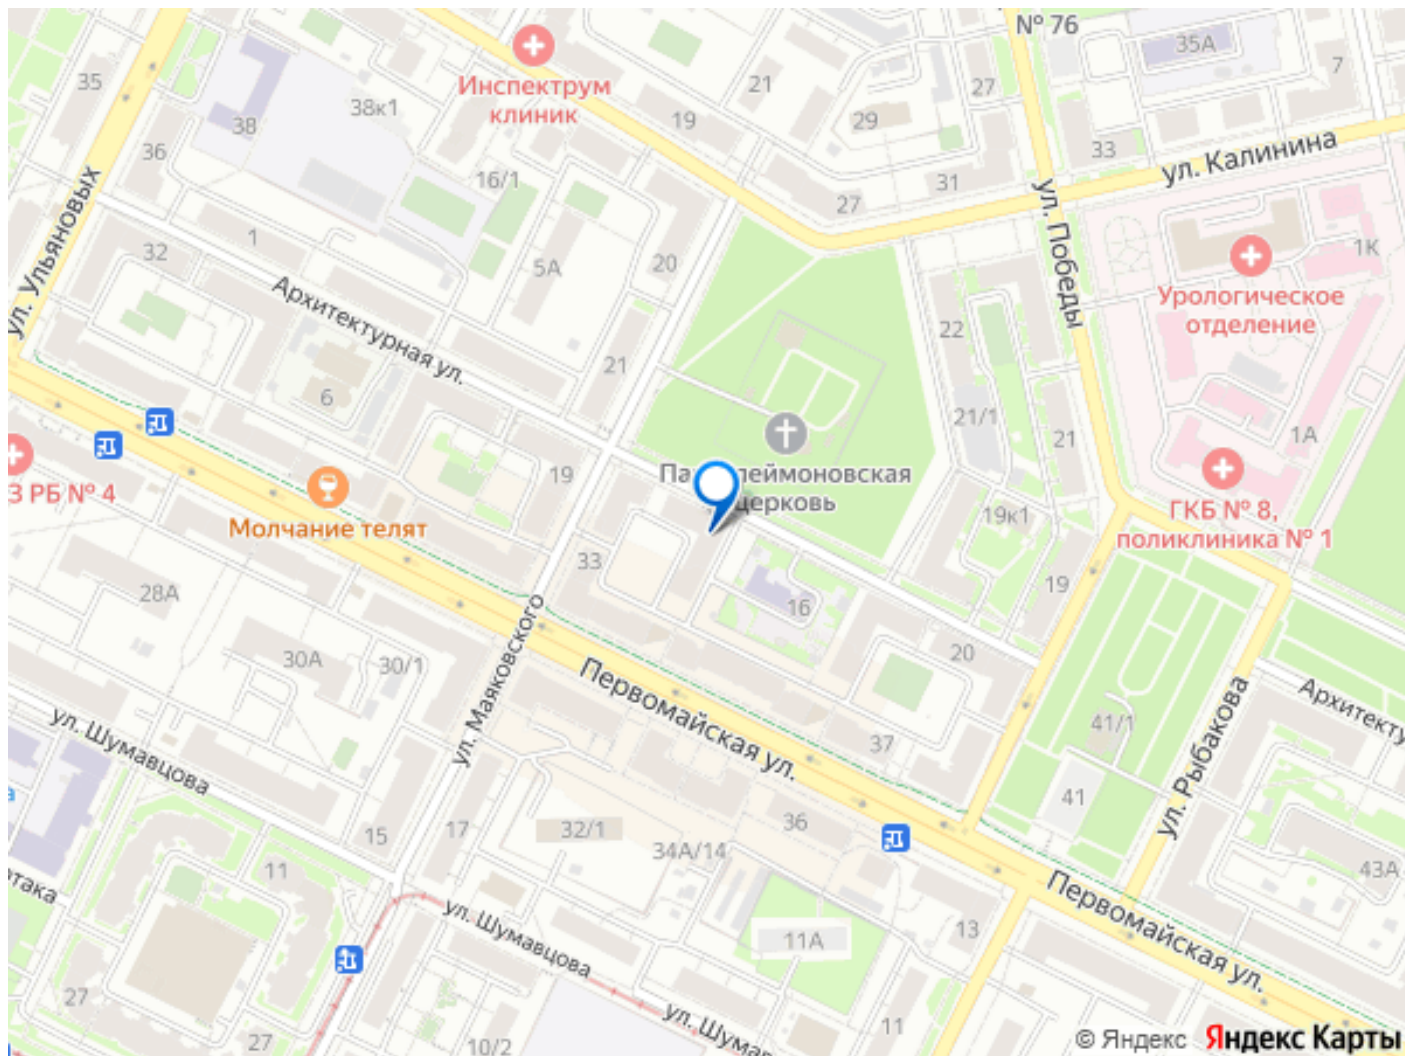 № 76
35А
7
35
Инспектрум
клиник
21
27
38к1
38
19
29
33
ул. Калинина
36
16/1
31
27
ул. Ульяновых
ул. Победы
1
32
5А
20
1К
Архитектурная ул.
Урологическое
отделение
22
21
6
21/1
21
1А
19
З РБ № 4
Молчание телят
церковь
19к1
ГКБ № 8,
поликлиника № 1
33
28А
16
19
ул. Маяковского
30А
30/1
20
Первомайская ул.
ул. Шумавцова
41/1
37
ул. Рыбакова
Архитекту
41
15
17
32/1
36
34А/14
11
43А
отака
ул. Шумавцова
13
11А
Первомайская ул.
27
27
10/2
ул. Шумав
11
© Яндекс Яндекс Карты